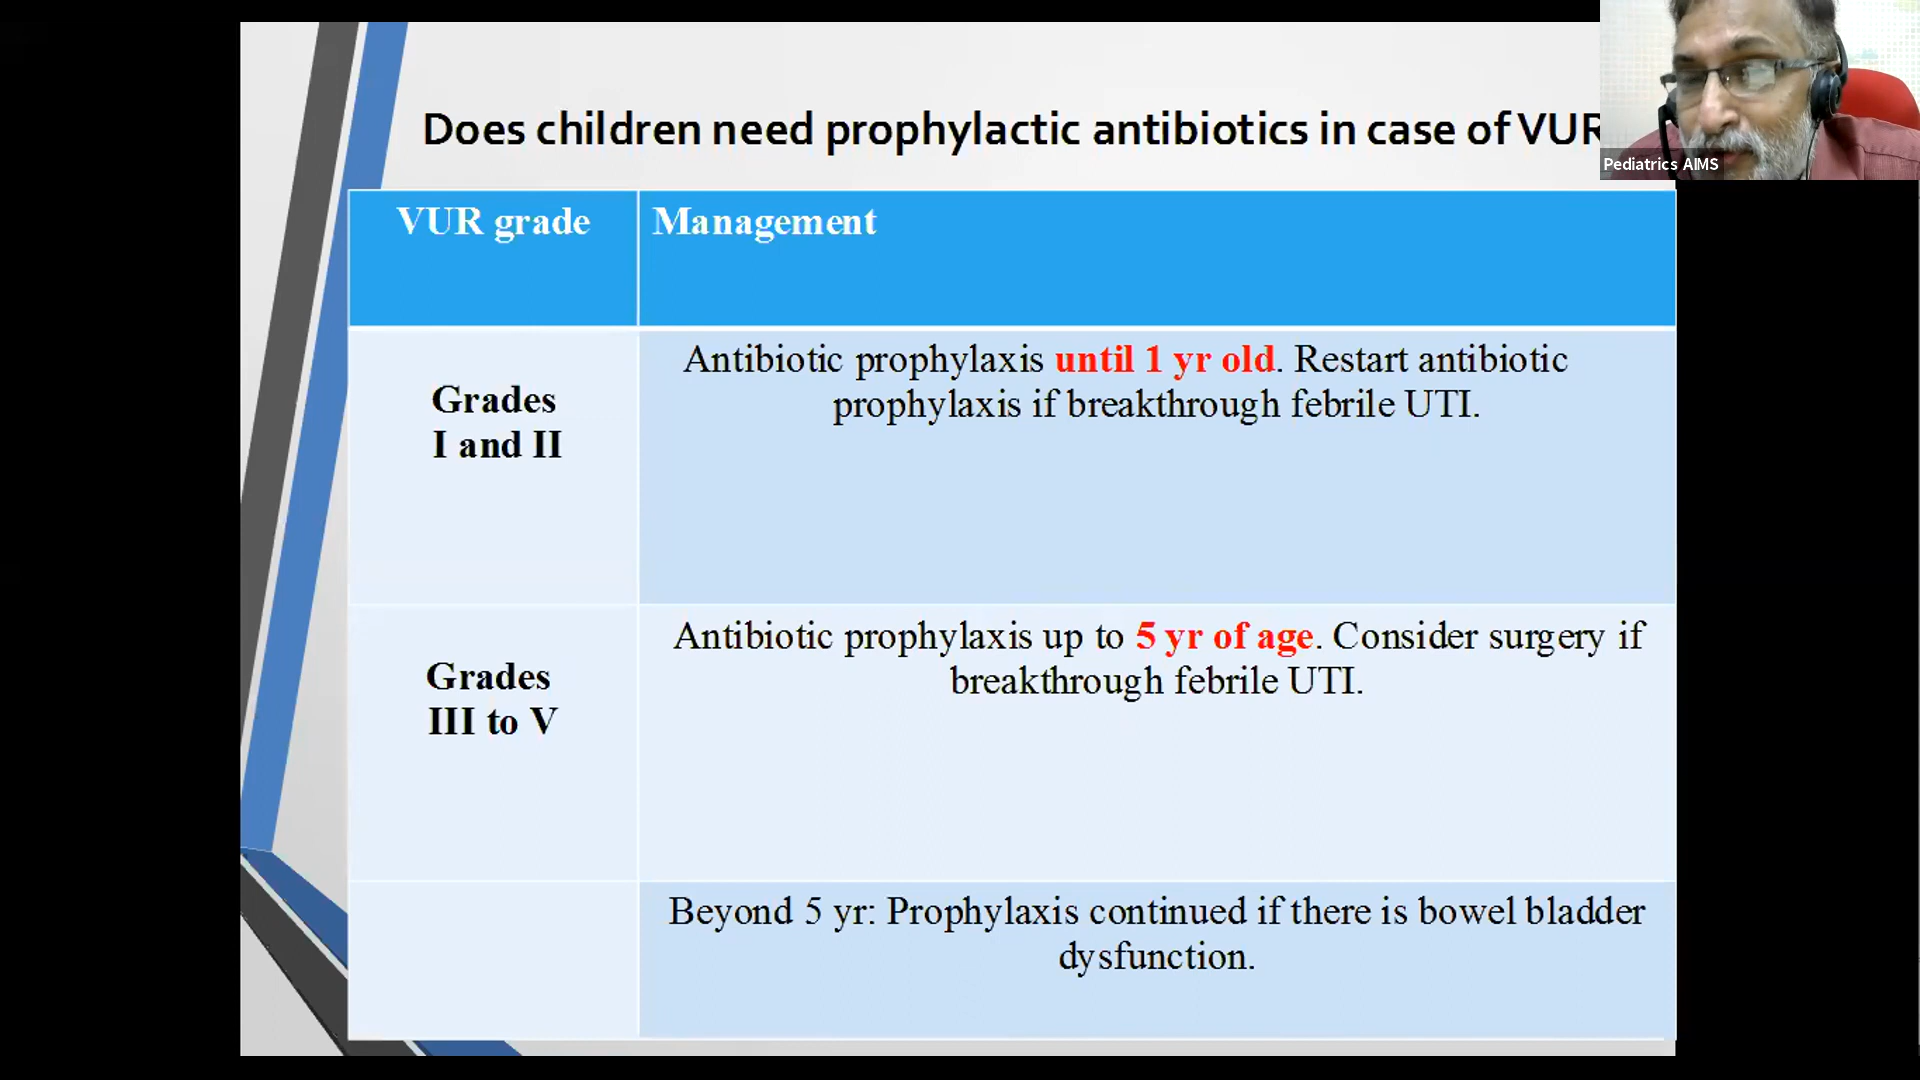 Does children need prophylactic antibiotics in case of VUR
Pediatrics AIMS
VUR grade
Management
Grades
I and II
Antibiotic prophylaxis until 1 yr old. Restart antibiotic
prophylaxis if breakthrough febrile UTI.
Grades
III to V
Antibiotic prophylaxis up to 5 yr of age. Consider surgery if
breakthrough febrile UTI.
Beyond 5 yr: Prophylaxis continued if there is bowel bladder
dysfunction.